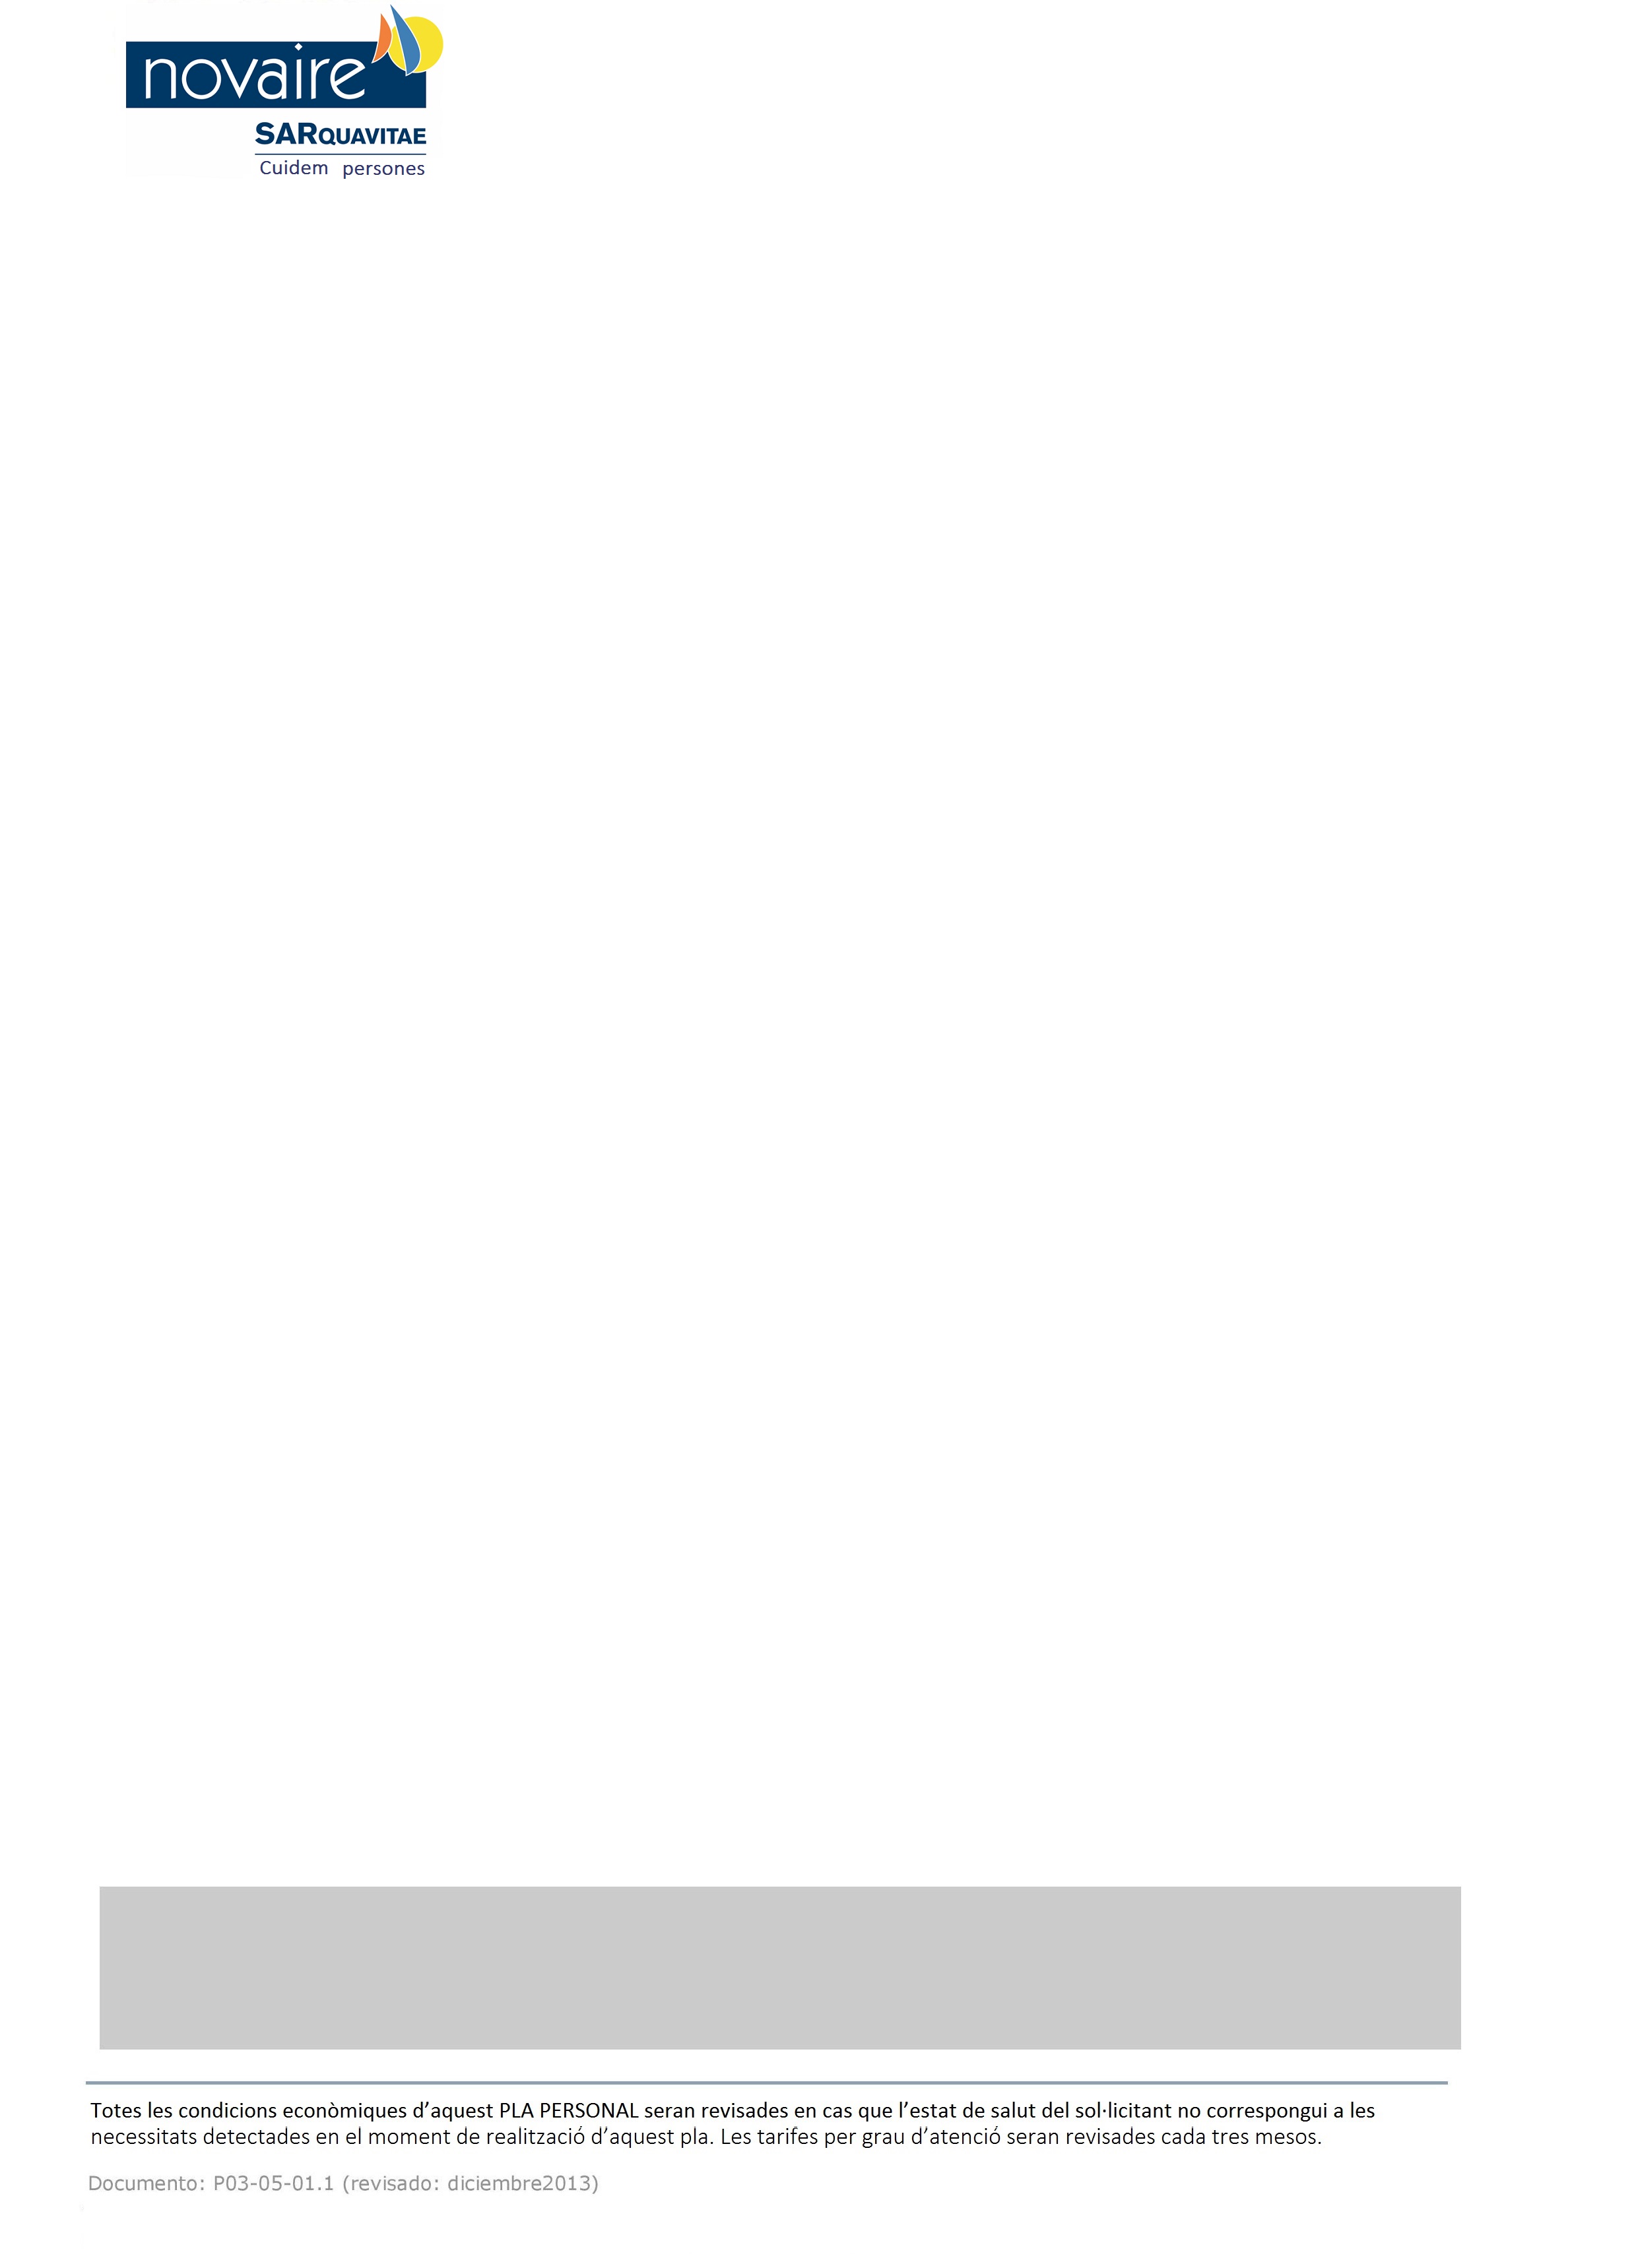 novaire
SARQUAVITAE
Cuidem persones
Totes les condicions econòmiques d’aquest PLA PERSONAL seran revisades en cas que l’estat de salut del sol·licitant no correspongui a les
necessitats detectades en el moment de realització d’aquest pla. Les tarifes per grau d’atenció seran revisades cada tres mesos.
Documento: P03-05-01.1 (revisado: diciembre2013)